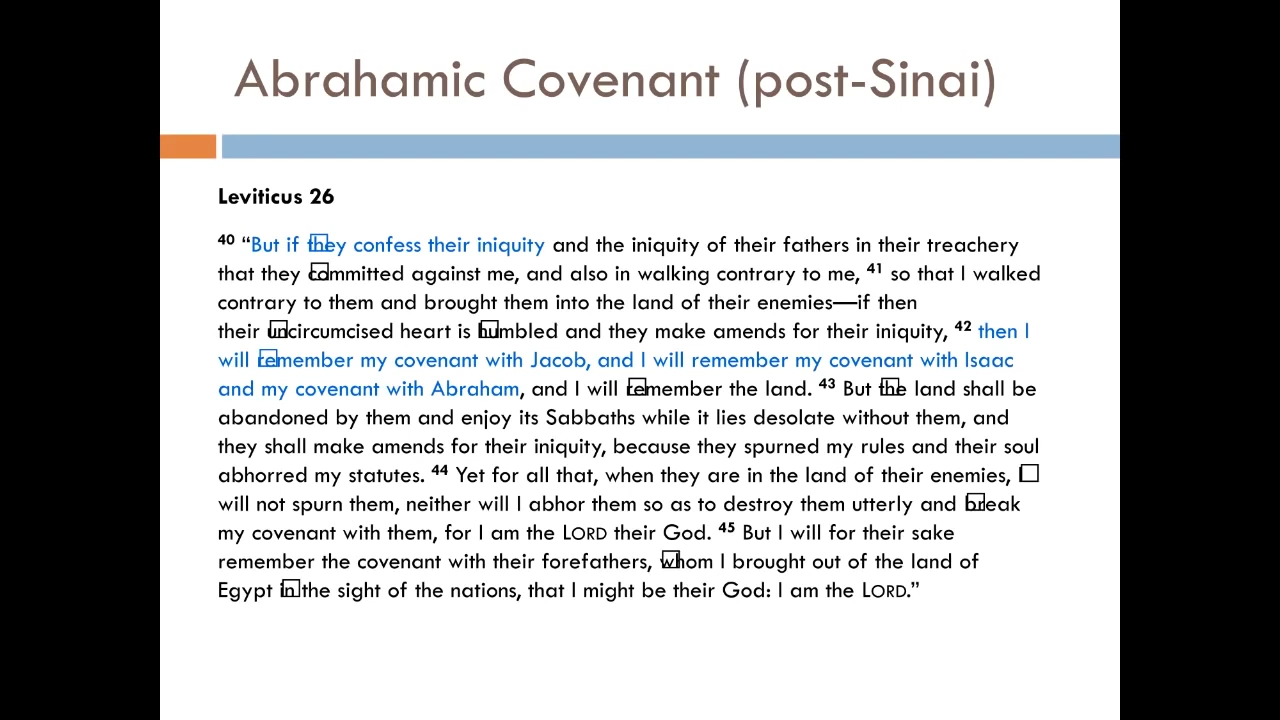 Abrahamic Covenant (post-Sinai)
Leviticus 26
40 “But if they confess their iniquity and the iniquity of their fathers in their treachery
that they committed against me, and also in walking contrary to me, 41 so that I walked
contrary to them and brought them into the land of their enemies—if then
their uncircumcised heart is humbled and they make amends for their iniquity, 42 then I
will remember my covenant with Jacob, and I will remember my covenant with Isaac
and my covenant with Abraham, and I will remember the land. 43 But the land shall be
abandoned by them and enjoy its Sabbaths while it lies desolate without them, and
they shall make amends for their iniquity, because they spurned my rules and their soul
abhorred my statutes. 44 Yet for all that, when they are in the land of their enemies, I
will not spurn them, neither will I abhor them so as to destroy them utterly and break
my covenant with them, for I am the LORD their God. 45 But I will for their sake
remember the covenant with their forefathers, whom I brought out of the land of
Egypt in the sight of the nations, that I might be their God: I am the LORD.”